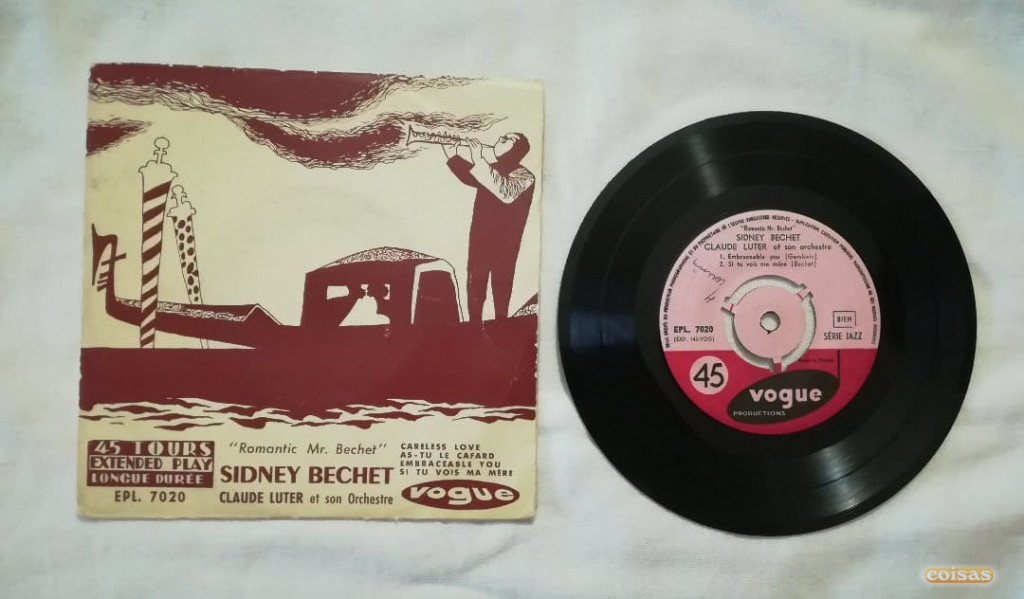 45 TOURS
EXTENDED PLAY
LONGUE DURÉE
EPL. 7020
"Romantic Mr. Bechet"
SIDNEY BECHET
CLAUDE LUTER et son Orchestre
CARELESS LOVE
AS-TU LE CAFARD
EMBRACEABLE YOU
SI TU VOIS MA MÈRE
vogue
"Romantic Mr. Bechet"
SIDNEY BECHET
CLAUDE LUTER et son orchestre
1. Embraceable you (Gershwin)
2. Si tu vois ma mère (Bechet)
EPL. 7020
BIEM
SÉRIE JAZZ
45
vogue
PRODUCTIONS
coisas